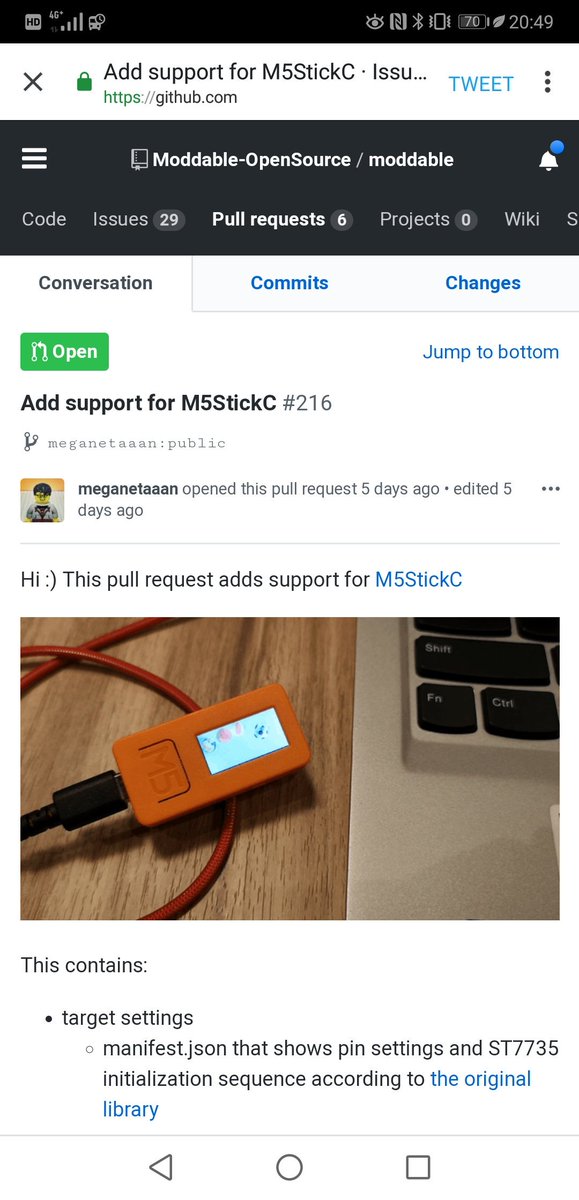 HD 4G+ 70 20:49
Add support for M5StickC · Issu...
https://github.com
TWEET
Moddable-OpenSource / moddable
Code Issues 29 Pull requests 6 Projects 0 Wiki S
Conversation Commits Changes
Open Jump to bottom
Add support for M5StickC #216
meganetaaan:public
meganetaaan opened this pull request 5 days ago • edited 5
days ago
Hi :) This pull request adds support for M5StickC
Shift
Fn Ctrl
M5
This contains:
• target settings
○ manifest.json that shows pin settings and ST7735
initialization sequence according to the original
library